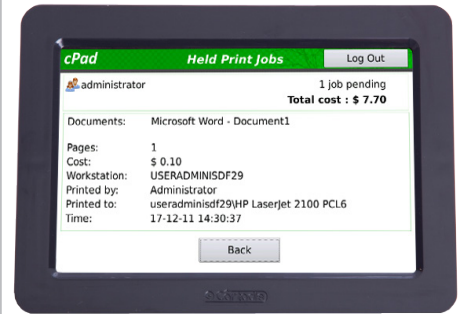 cPad
Held Print Jobs
Log Out
administrator
1 job pending
Total cost : $ 7.70
Documents: Microsoft Word - Document1
Pages: 1
Cost: $ 0.10
Workstation: USERADMINISDF29
Printed by: Administrator
Printed to: useradminisdf29\HP LaserJet 2100 PCL6
Time: 17-12-11 14:30:37
Back